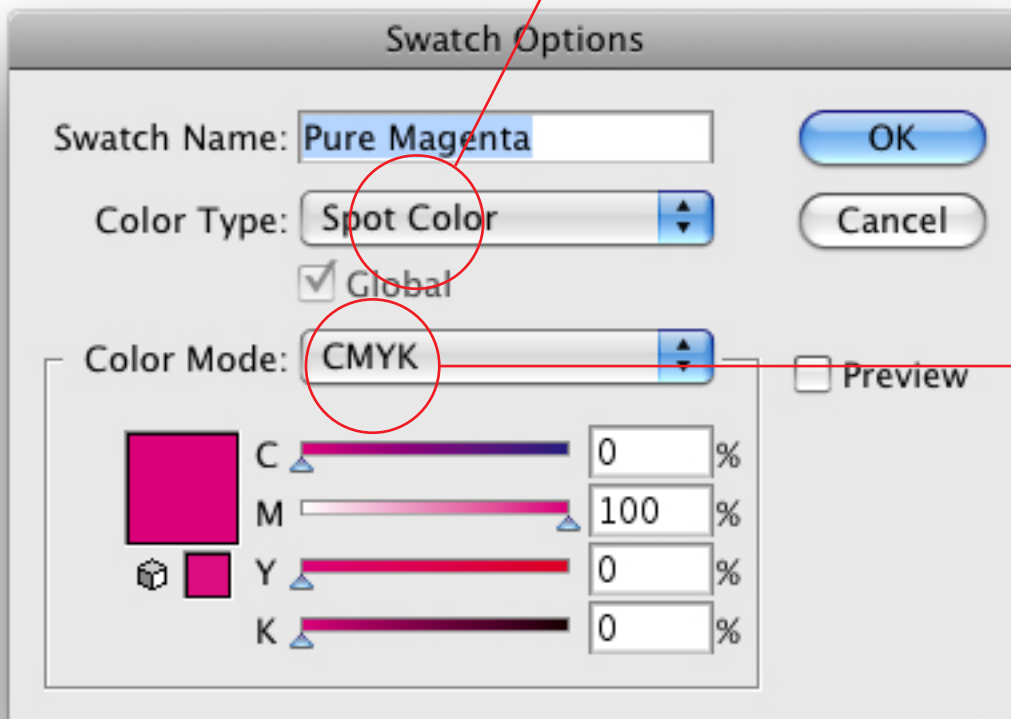 Swatch Options
Swatch Name: Pure Magenta OK
Color Type: Spot Color Cancel
Global
Color Mode: CMYK Preview
C 0 %
M 100 %
Y 0 %
K 0 %